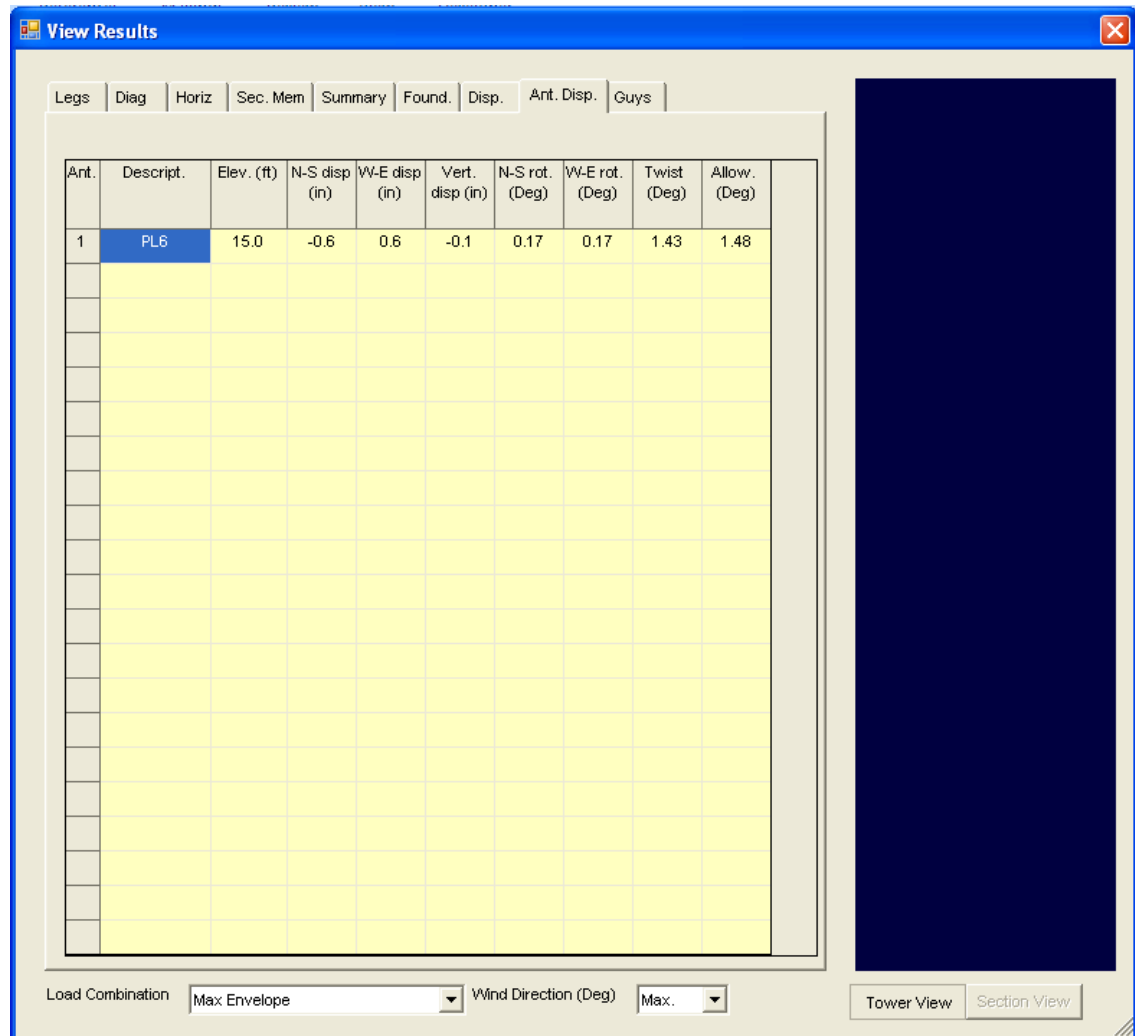 View Results
Legs Diag Horiz Sec. Mem Summary Found. Disp. Ant. Disp. Guys
Ant. Descript. Elev. (ft) N-S disp (in) W-E disp (in) Vert. disp (in) N-S rot. (Deg) W-E rot. (Deg) Twist (Deg) Allow. (Deg)
1 PL6 15.0 -0.6 0.6 -0.1 0.17 0.17 1.43 1.48
Load Combination Max Envelope Wind Direction (Deg) Max. Tower View Section View